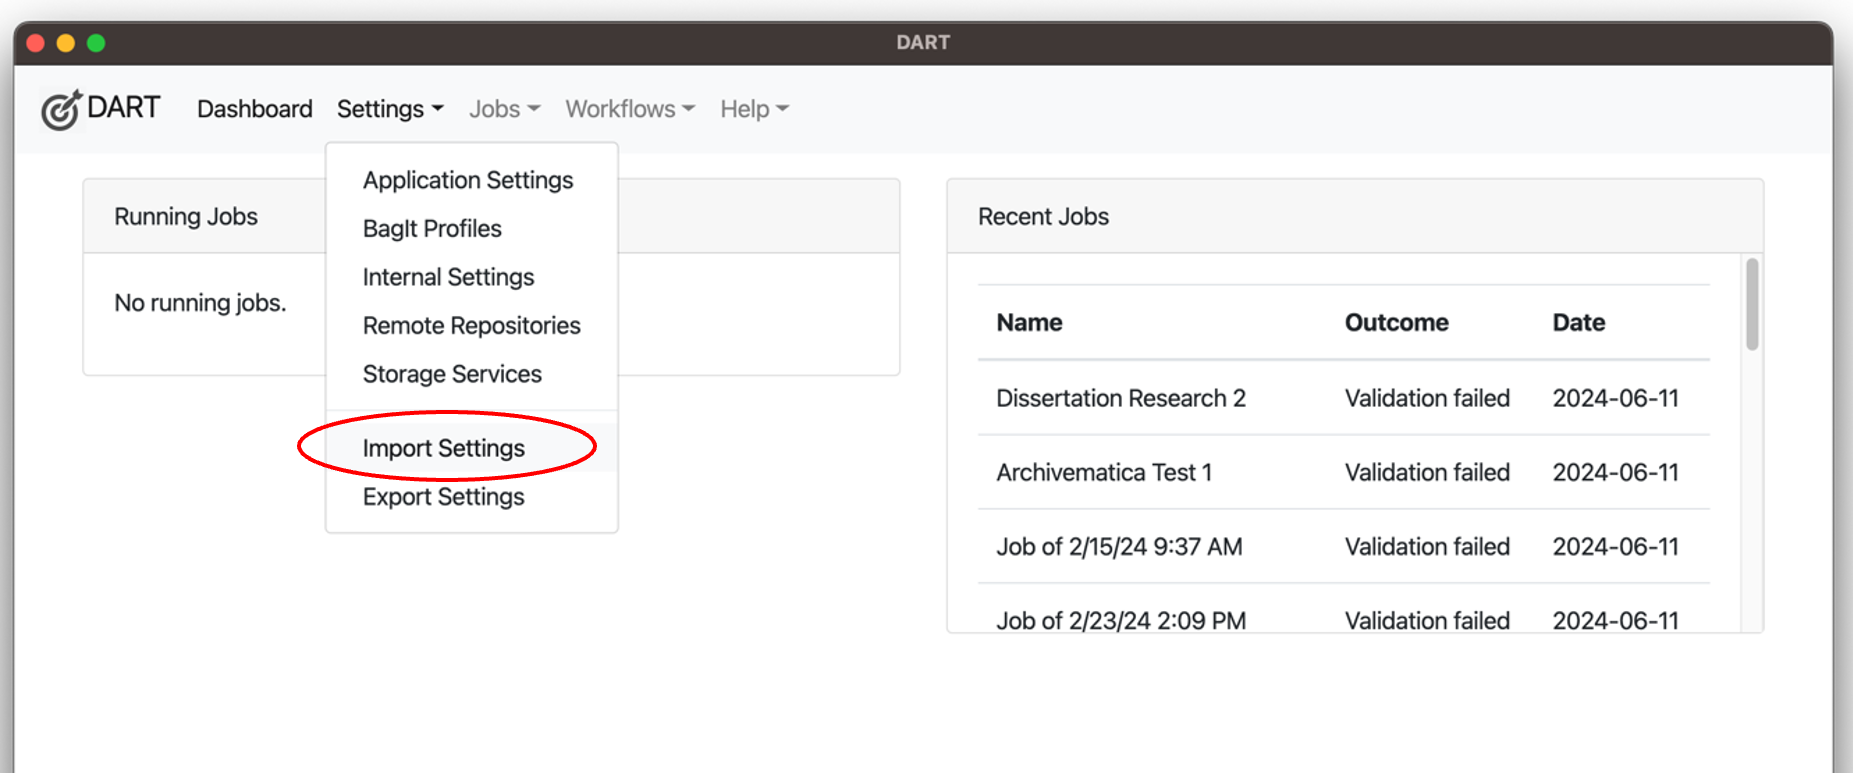 DART
DART Dashboard Settings Jobs Workflows Help
Application Settings
BagIt Profiles
Internal Settings
Remote Repositories
Storage Services
Import Settings
Export Settings
Running Jobs
No running jobs.
Recent Jobs
Name Outcome Date
Dissertation Research 2 Validation failed 2024-06-11
Archivematica Test 1 Validation failed 2024-06-11
Job of 2/15/24 9:37 AM Validation failed 2024-06-11
Job of 2/23/24 2:09 PM Validation failed 2024-06-11